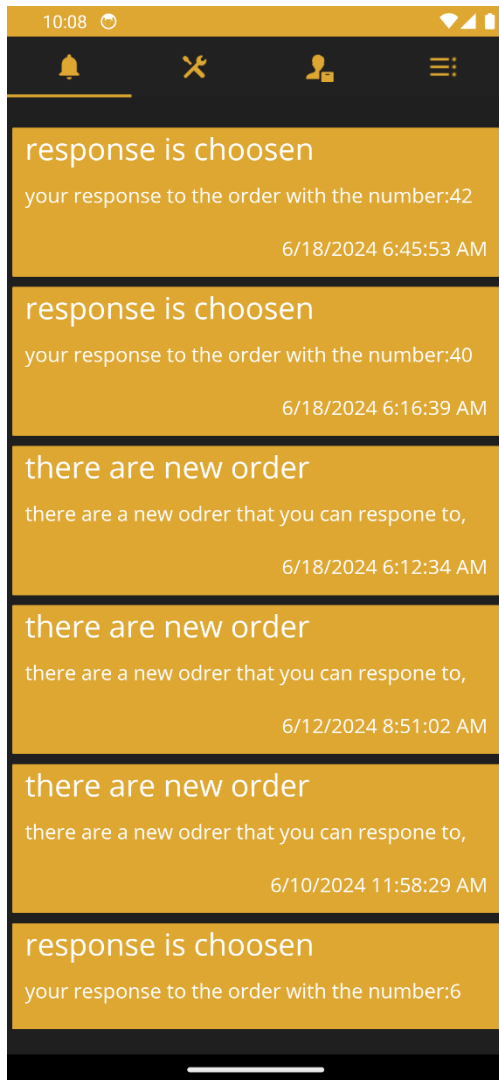 10:08
response is choosen
your response to the order with the number:42
6/18/2024 6:45:53 AM
response is choosen
your response to the order with the number:40
6/18/2024 6:16:39 AM
there are new order
there are a new odrer that you can respone to,
6/18/2024 6:12:34 AM
there are new order
there are a new odrer that you can respone to,
6/12/2024 8:51:02 AM
there are new order
there are a new odrer that you can respone to,
6/10/2024 11:58:29 AM
response is choosen
your response to the order with the number:6